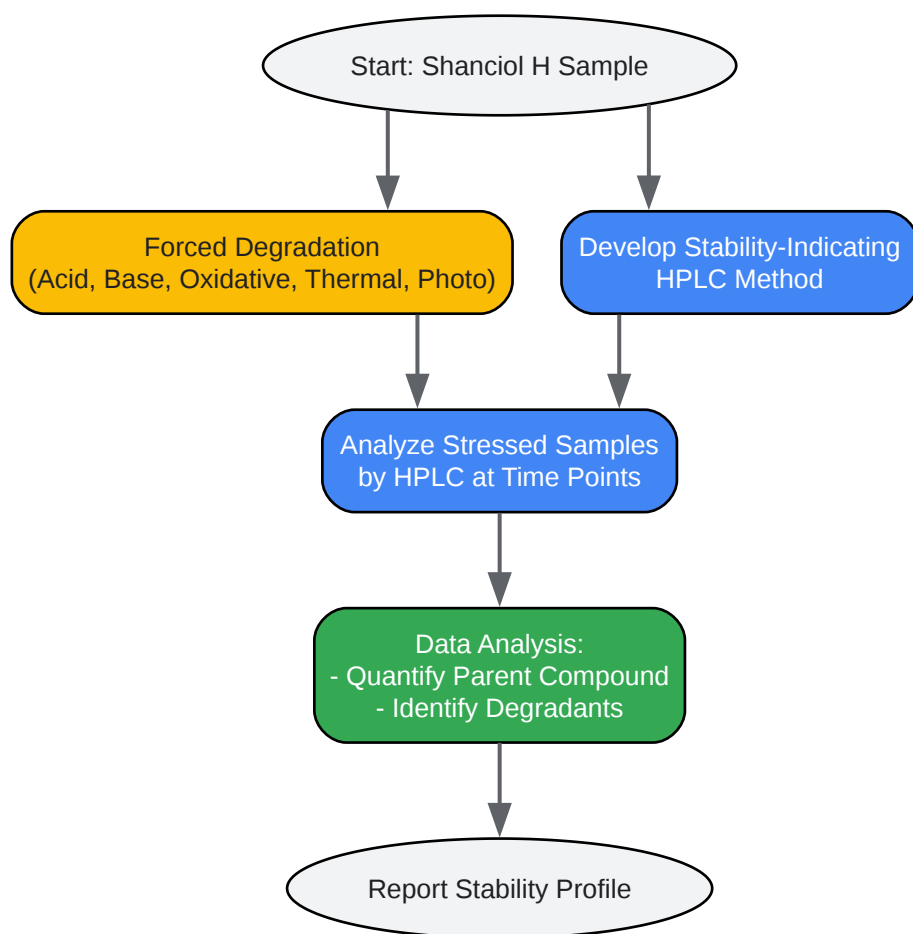 Start: Shanciol H Sample
Forced Degradation
(Acid, Base, Oxidative, Thermal, Photo)
Develop Stability-Indicating
HPLC Method
Analyze Stressed Samples
by HPLC at Time Points
Data Analysis:
- Quantify Parent Compound
- Identify Degradants
Report Stability Profile